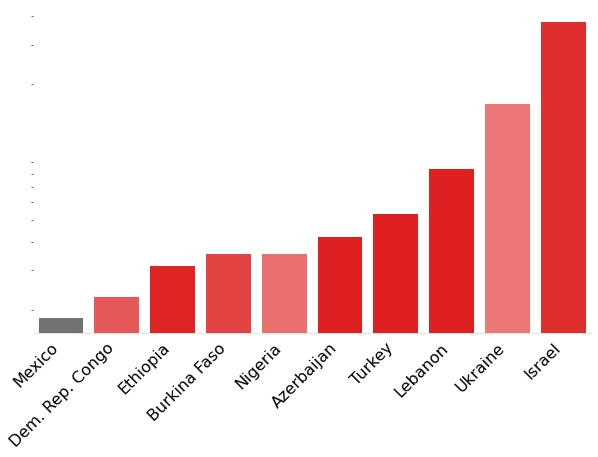 Mexico
Dem. Rep. Congo
Ethiopia
Burkina Faso
Nigeria
Azerbaijan
Turkey
Lebanon
Ukraine
Israel